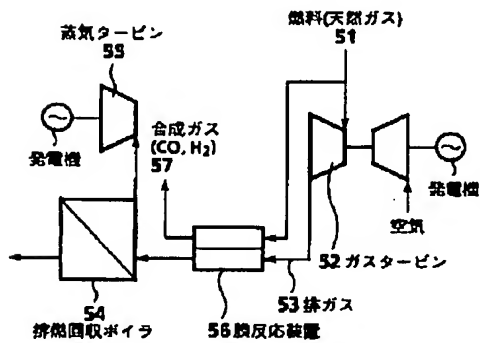 燃料(天然ガス)
51
蒸気タービン
55
発電機
合成ガス
(CO, H₂)
57
発電機
空気
52 ガスタービン
53 排ガス
54
排熱回収ボイラ
56 膜反応装置